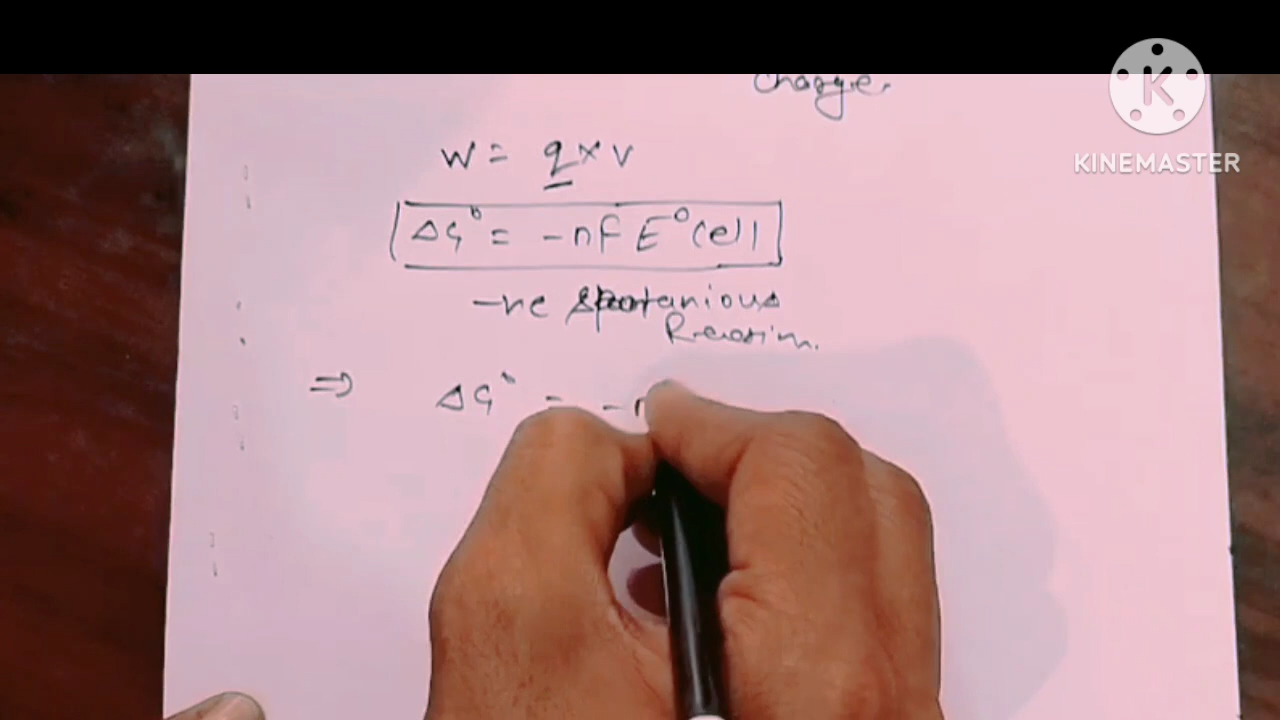 Charge.
K
KINEMASTER
W = q × V
ΔG° = -nF E°Cell
-ve Spontanious
Reaction.
⇒ ΔG° = -n